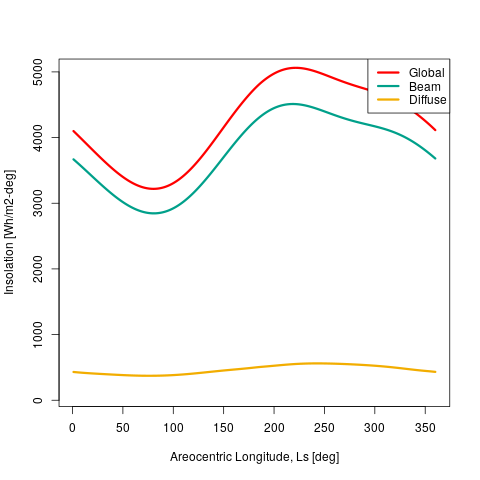 Global
Beam
Diffuse
5000
4000
3000
2000
1000
0
Insolation [Wh/m2-deg]
0 50 100 150 200 250 300 350
Areocentric Longitude, Ls [deg]